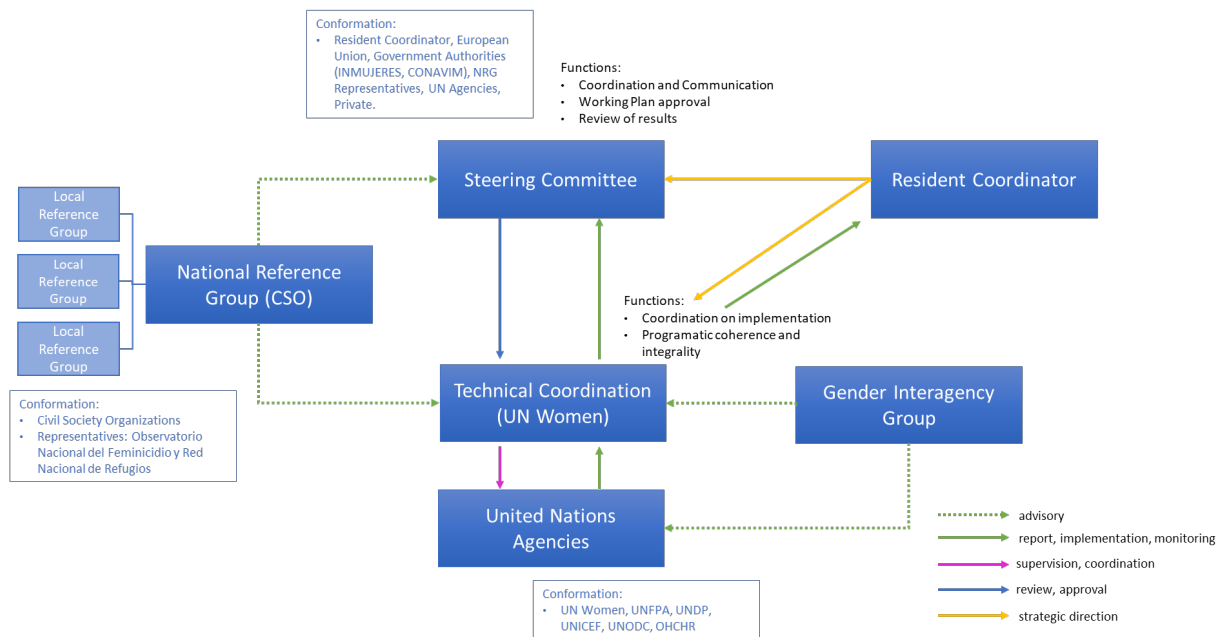 Conformation:
• Resident Coordinator, European
Union, Government Authorities
(INMUJERES, CONAVIM), NRG
Representatives, UN Agencies,
Private.
Functions:
• Coordination and Communication
• Working Plan approval
• Review of results
Steering Committee
Resident Coordinator
Local
Reference
Group
Local
Reference
Group
Local
Reference
Group
National Reference
Group (CSO)
Functions:
• Coordination on implementation
• Programatic coherence and
integrality
Technical Coordination
(UN Women)
Gender Interagency
Group
Conformation:
• Civil Society Organizations
• Representatives: Observatorio
Nacional del Feminicidio y Red
Nacional de Refugios
United Nations
Agencies
advisory
report, implementation, monitoring
supervision, coordination
review, approval
strategic direction
Conformation:
• UN Women, UNFPA, UNDP,
UNICEF, UNODC, OHCHR